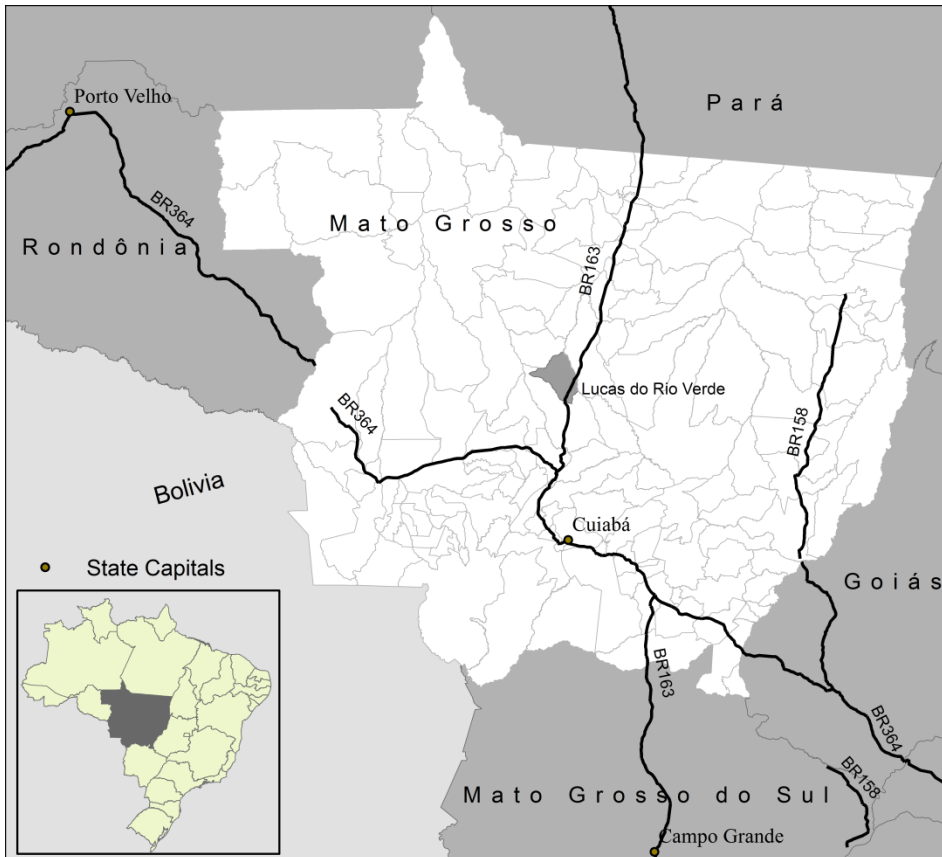 Porto Velho
Pará
BR364
Mato Grosso
Rondônia
BR163
Lucas do Rio Verde
BR364
BR158
Bolivia
Cuiabá
State Capitals
Goiás
BR163
BR364
BR158
Mato Grosso do Sul
Campo Grande